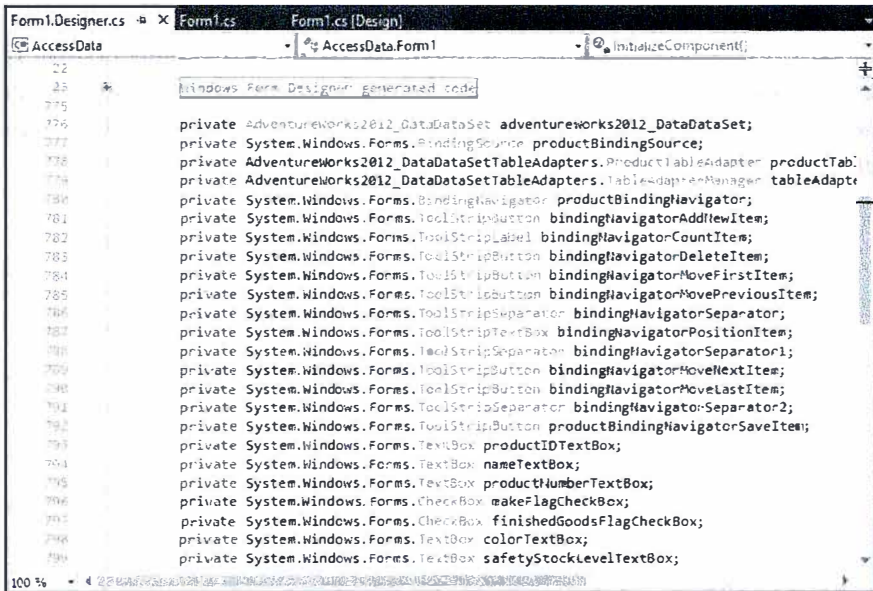 Form1.Designer.cs Form1.cs Form1.cs [Design]
AccessData AccessData.Form1 InitializeComponent()
22
23 Windows Form Designer generated code
775
776 private AdventureWorks2012_DataDataSet adventureWorks2012_DataDataSet;
777 private System.Windows.Forms.BindingSource productBindingSource;
778 private AdventureWorks2012_DataDataSetTableAdapters.ProductTableAdapter productTabl
779 private AdventureWorks2012_DataDataSetTableAdapters.TableAdapterManager tableAdapte
780 private System.Windows.Forms.BindingNavigator productBindingNavigator;
781 private System.Windows.Forms.ToolStripButton bindingNavigatorAddNewItem;
782 private System.Windows.Forms.ToolStripLabel bindingNavigatorCountItem;
783 private System.Windows.Forms.ToolStripButton bindingNavigatorDeleteItem;
784 private System.Windows.Forms.ToolStripButton bindingNavigatorMoveFirstItem;
785 private System.Windows.Forms.ToolStripButton bindingNavigatorMovePreviousItem;
786 private System.Windows.Forms.ToolStripSeparator bindingNavigatorSeparator;
787 private System.Windows.Forms.ToolStripTextBox bindingNavigatorPositionItem;
788 private System.Windows.Forms.ToolStripSeparator bindingNavigatorSeparator1;
789 private System.Windows.Forms.ToolStripButton bindingNavigatorMoveNextItem;
790 private System.Windows.Forms.ToolStripButton bindingNavigatorMoveLastItem;
791 private System.Windows.Forms.ToolStripSeparator bindingNavigatorSeparator2;
792 private System.Windows.Forms.ToolStripButton productBindingNavigatorSaveItem;
793 private System.Windows.Forms.TextBox productIDTextBox;
794 private System.Windows.Forms.TextBox nameTextBox;
795 private System.Windows.Forms.TextBox productNumberTextBox;
796 private System.Windows.Forms.CheckBox makeFlagCheckBox;
797 private System.Windows.Forms.CheckBox finishedGoodsFlagCheckBox;
798 private System.Windows.Forms.TextBox colorTextBox;
799 private System.Windows.Forms.TextBox safetyStockLevelTextBox;
100 %